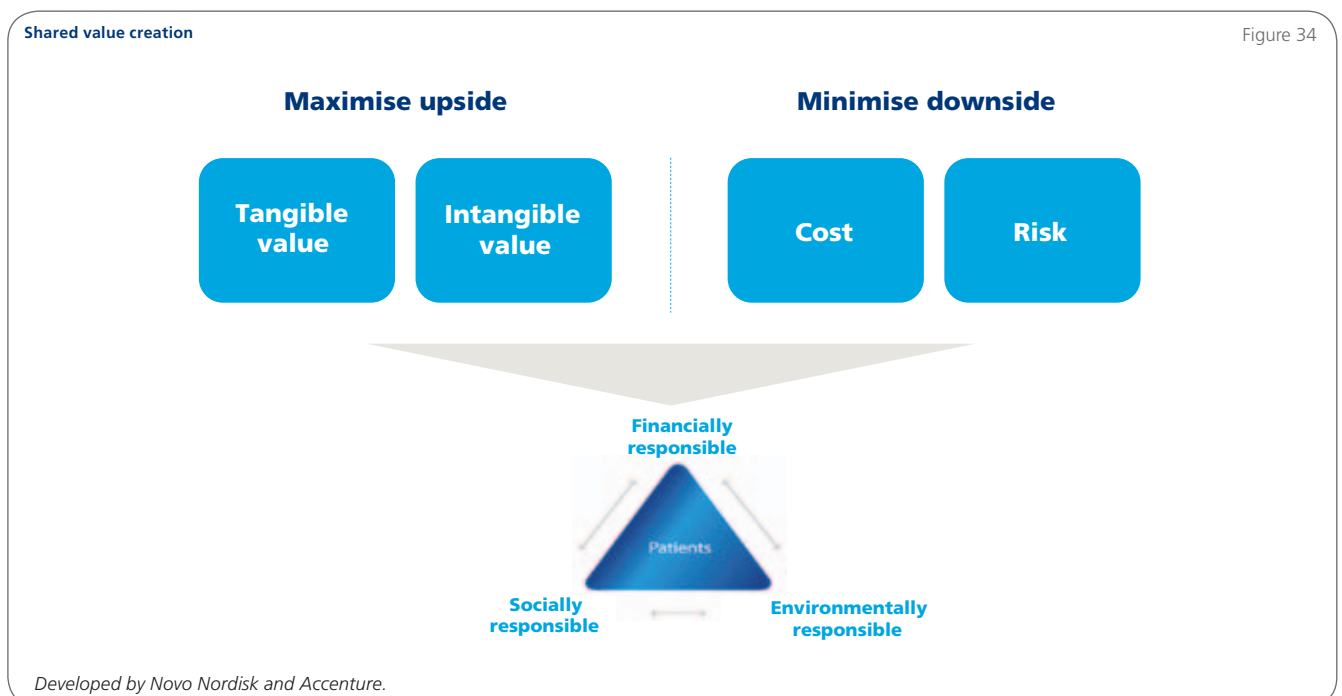 Shared value creation
Figure 34
Maximise upside
Minimise downside
Tangible
value
Intangible
value
Cost
Risk
Financially
responsible
Patients
Socially
responsible
Environmentally
responsible
Developed by Novo Nordisk and Accenture.